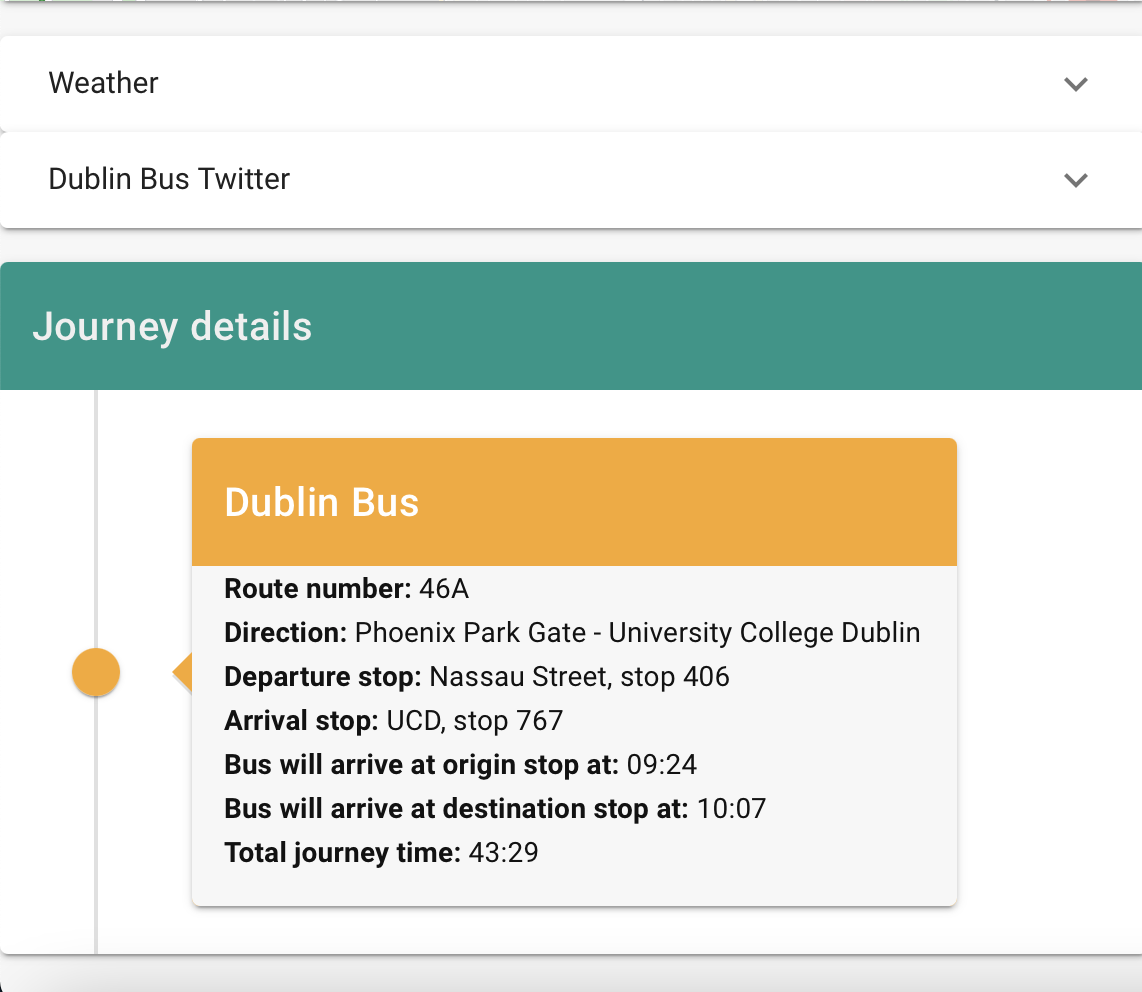 Weather
Dublin Bus Twitter
Journey details
Dublin Bus
Route number: 46A
Direction: Phoenix Park Gate - University College Dublin
Departure stop: Nassau Street, stop 406
Arrival stop: UCD, stop 767
Bus will arrive at origin stop at: 09:24
Bus will arrive at destination stop at: 10:07
Total journey time: 43:29